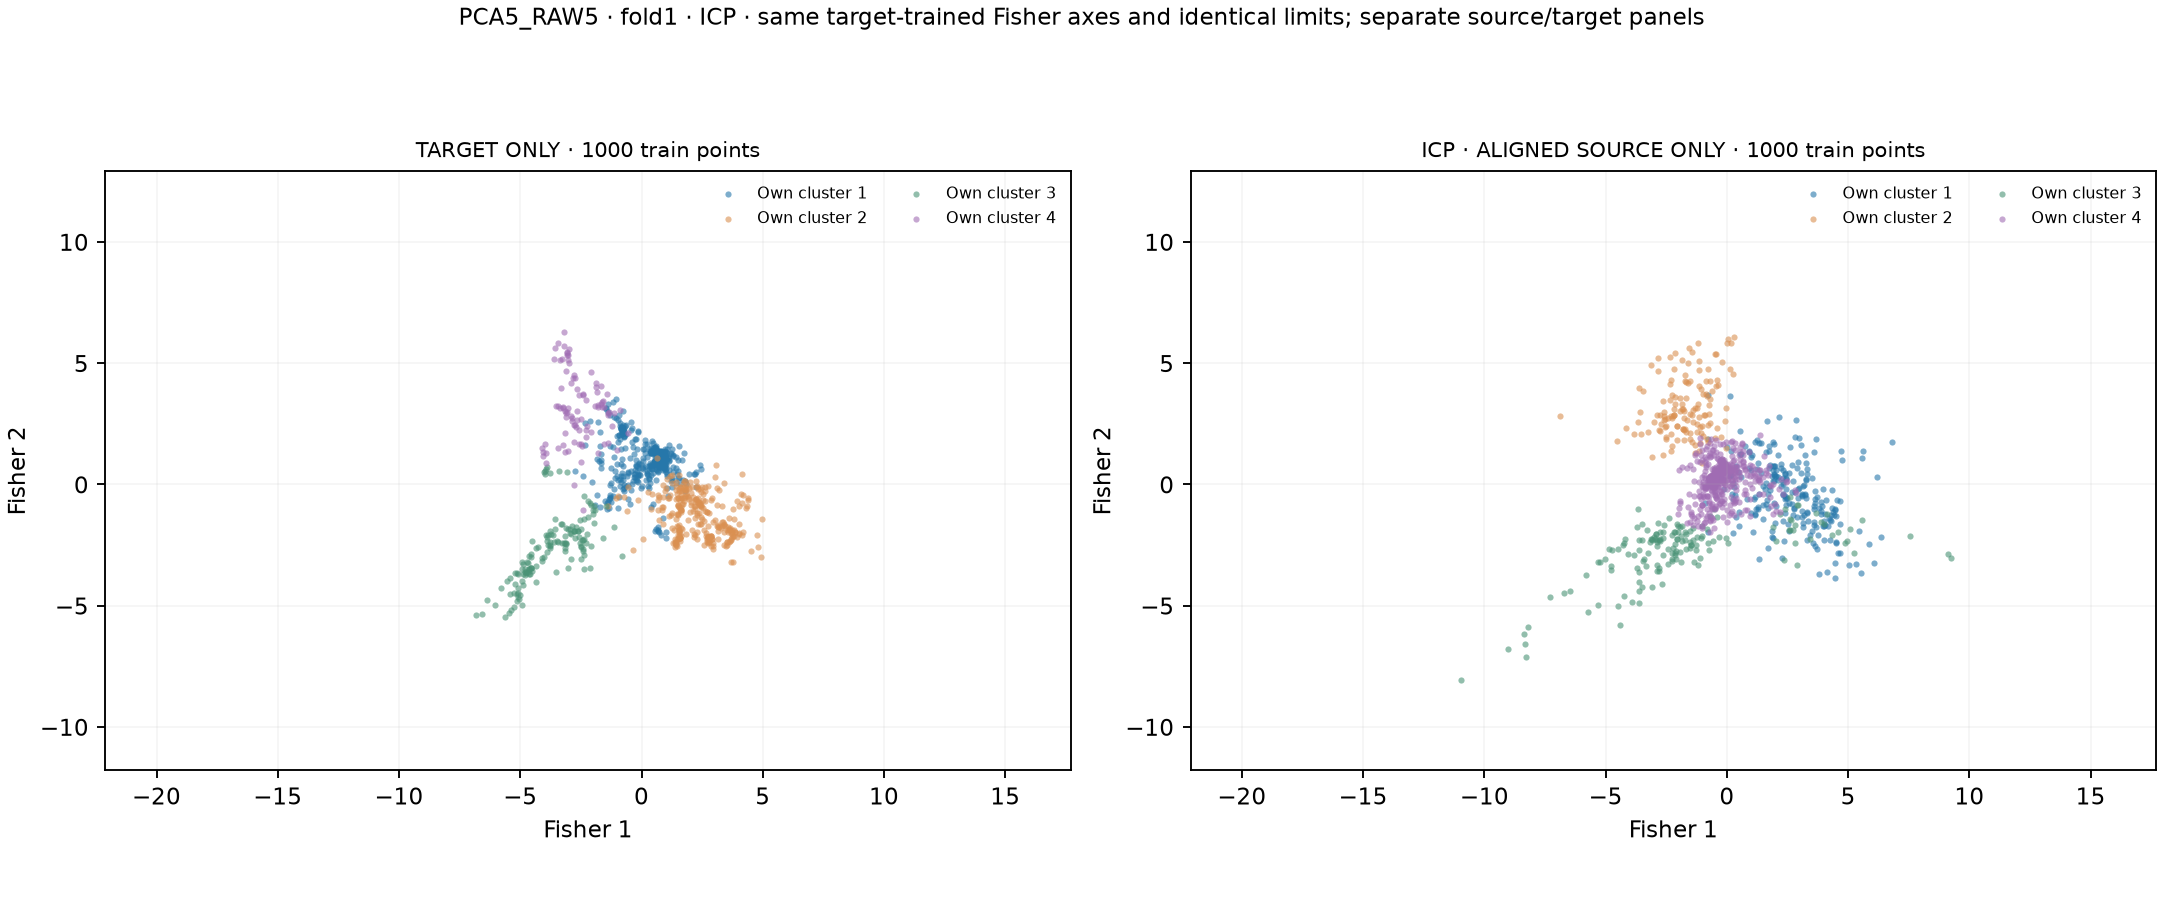 PCA5_RAW5 · fold1 · ICP · same target-trained Fisher axes and identical limits; separate source/target panels
TARGET ONLY · 1000 train points
Own cluster 1
Own cluster 2
Own cluster 3
Own cluster 4
10
5
0
−5
−10
Fisher 2
−20
−15
−10
−5
0
5
10
15
Fisher 1
ICP · ALIGNED SOURCE ONLY · 1000 train points
Own cluster 1
Own cluster 2
Own cluster 3
Own cluster 4
10
5
0
−5
−10
Fisher 2
−20
−15
−10
−5
0
5
10
15
Fisher 1